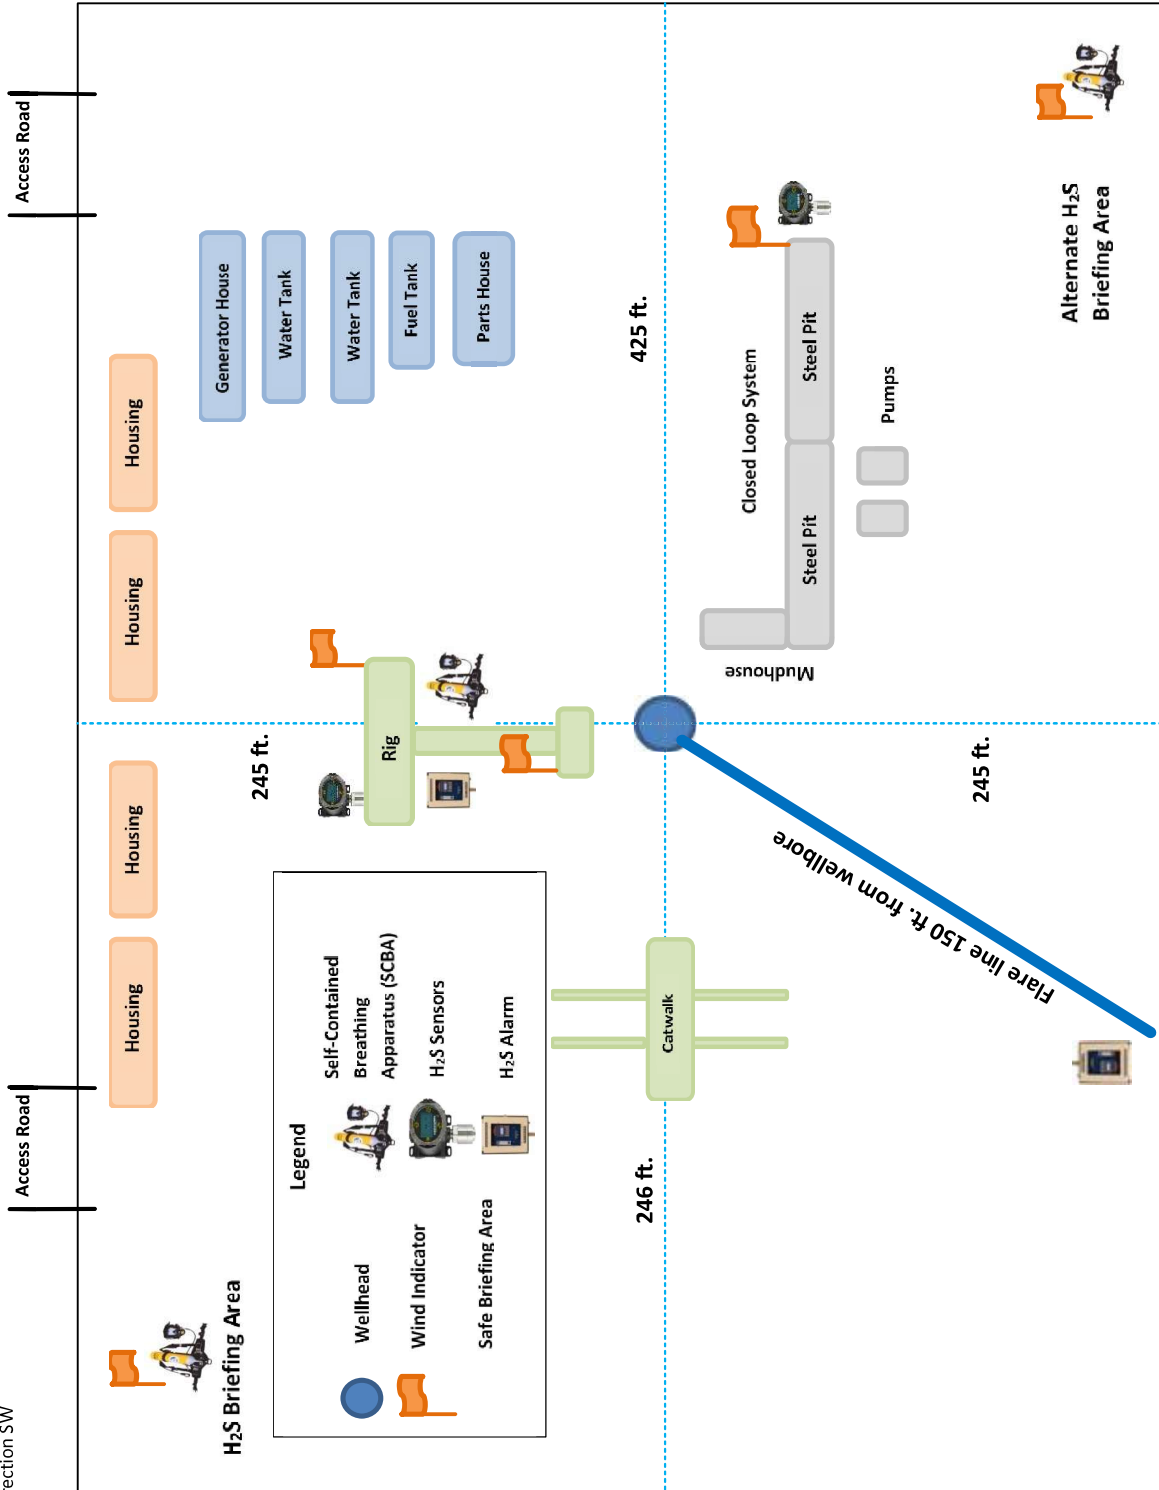 rection SW
Access Road
Access Road
Housing
Housing
Housing
Housing
H₂S Briefing Area
Generator House
Water Tank
Water Tank
Fuel Tank
Parts House
245 ft.
Rig
Legend
Wellhead
Wind Indicator
Safe Briefing Area
Self-Contained
Breathing
Apparatus (SCBA)
H₂S Sensors
H₂S Alarm
246 ft.
425 ft.
Catwalk
Closed Loop System
Mudhouse
Steel Pit
Steel Pit
Pumps
Flare line 150 ft. from wellbore
245 ft.
Alternate H₂S
Briefing Area